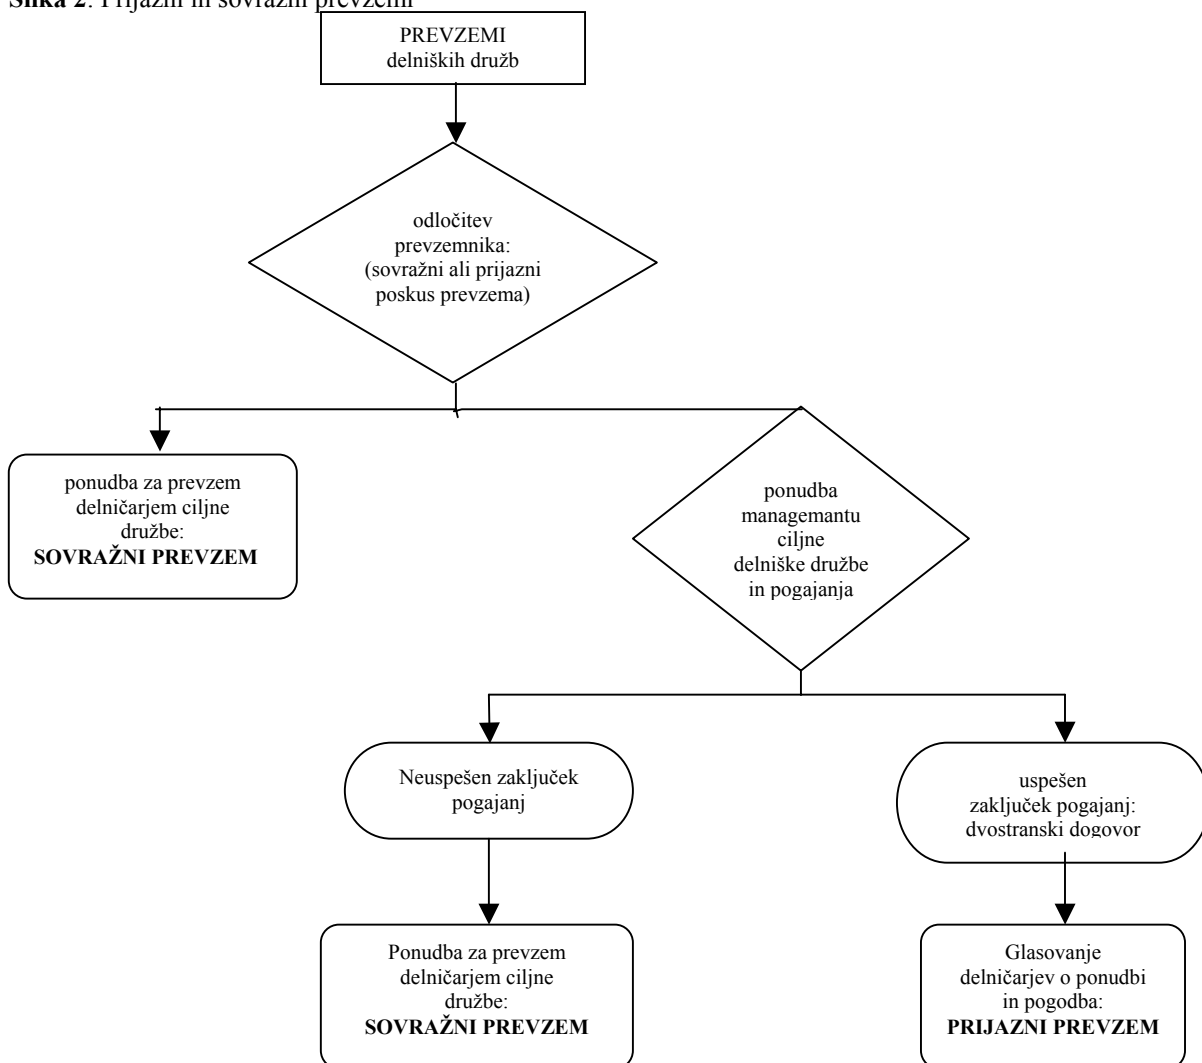 Slika 2: Prijazni in sovražni prevzemi
PREVZEMI
delniških družb
odločitev
prevzemnika:
(sovražni ali prijazni
poskus prevzema)
ponudba za prevzem
delničarjem ciljne
družbe:
SOVRAŽNI PREVZEM
ponudba
managemantu
ciljne
delniške družbe
in pogajanja
Neuspešen zaključek
pogajanj
uspešen
zaključek pogajanj:
dvostranski dogovor
Ponudba za prevzem
delničarjem ciljne
družbe:
SOVRAŽNI PREVZEM
Glasovanje
delničarjev o ponudbi
in pogodba:
PRIJAZNI PREVZEM